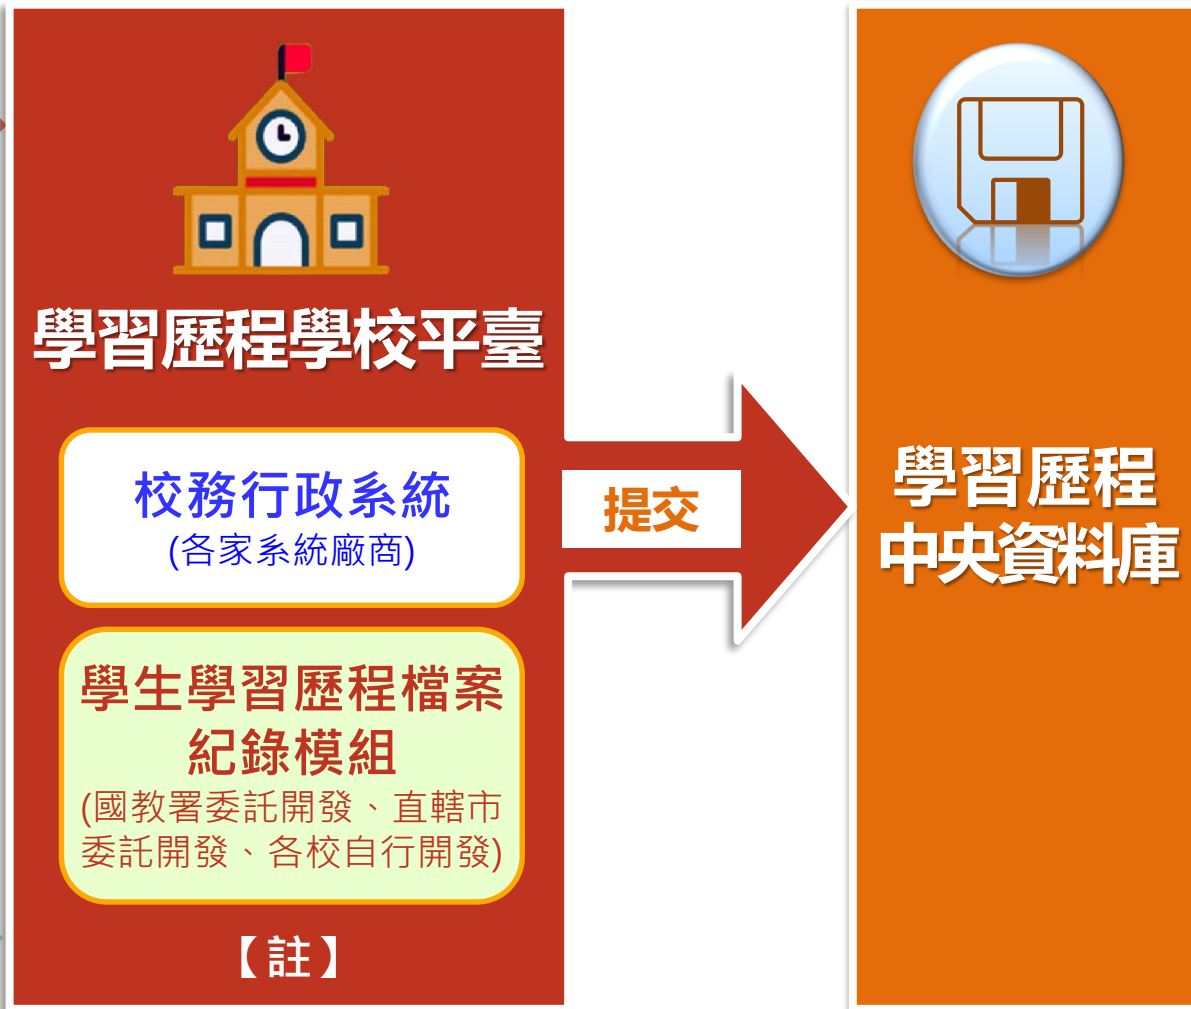 學習歷程學校平臺
校務行政系統
(各家系統廠商)
學生學習歷程檔案
紀錄模組
(國教署委託開發、直轄市
委託開發、各校自行開發)
【註】
提交
學習歷程
中央資料庫